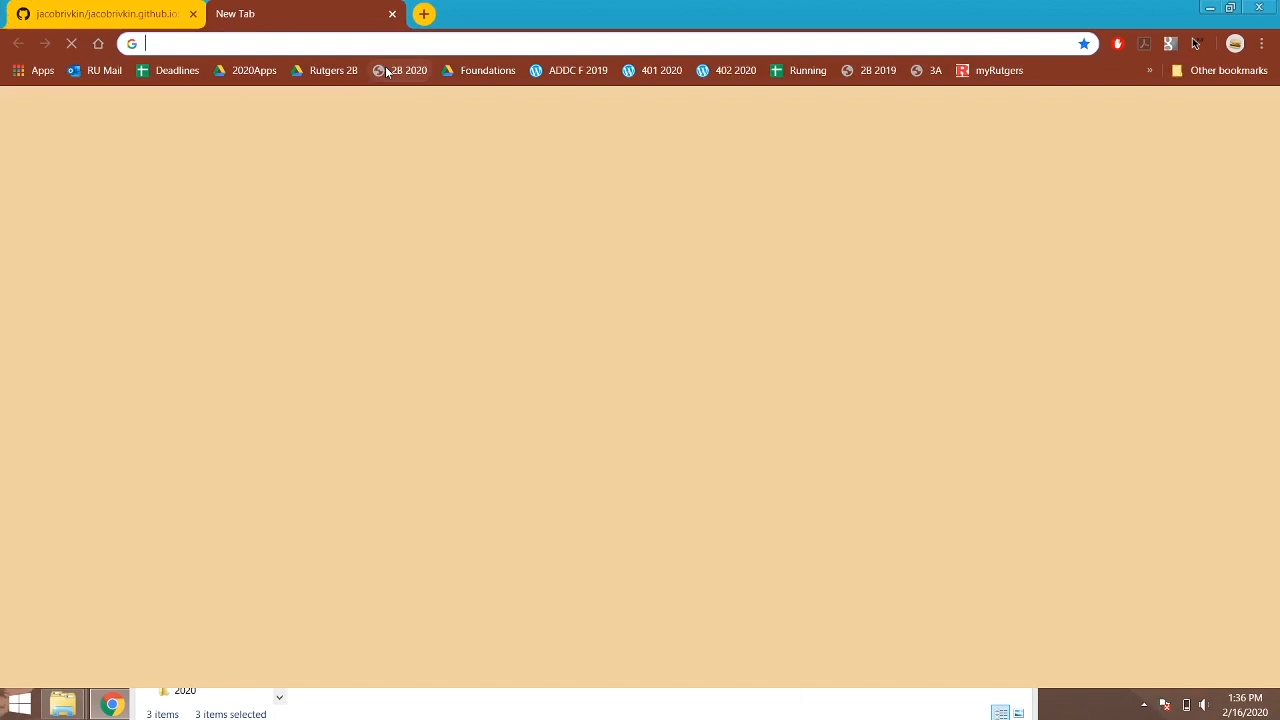 jacobrivkin/jacobrivkin.github.io
New Tab
Apps
RU Mail
Deadlines
2020Apps
Rutgers 2B
2B 2020
Foundations
ADDC F 2019
401 2020
402 2020
Running
2B 2019
3A
myRutgers
»
Other bookmarks
2020
3 items
3 items selected
1:36 PM
2/16/2020